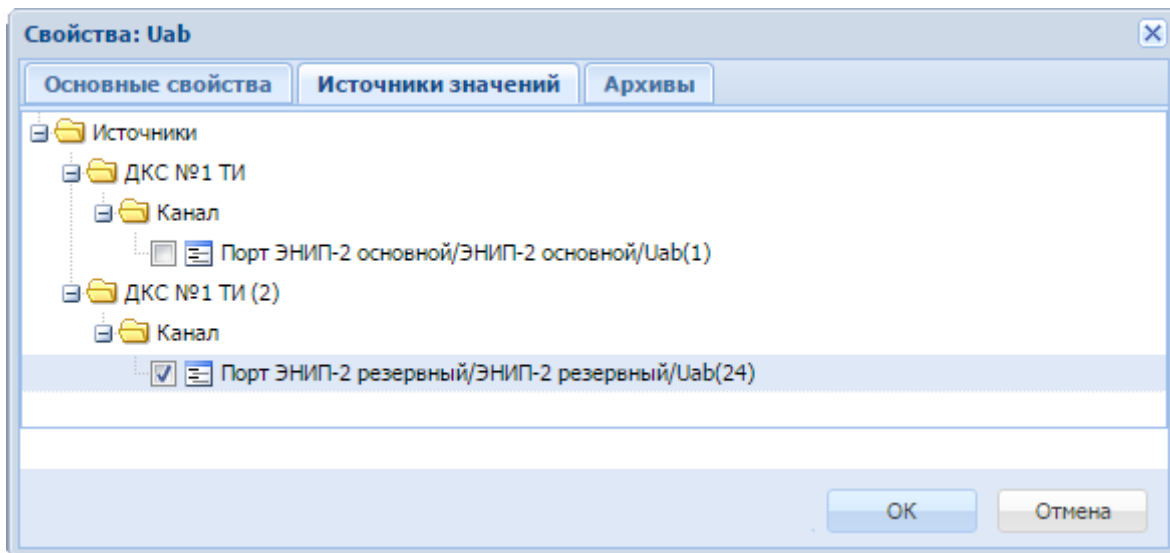 Свойства: Uab
Основные свойства Источники значений Архивы
Источники
ДКС №1 ТИ
Канал
Порт ЭНИП-2 основной/ЭНИП-2 основной/Uab(1)
ДКС №1 ТИ (2)
Канал
Порт ЭНИП-2 резервный/ЭНИП-2 резервный/Uab(24)
ОК Отмена